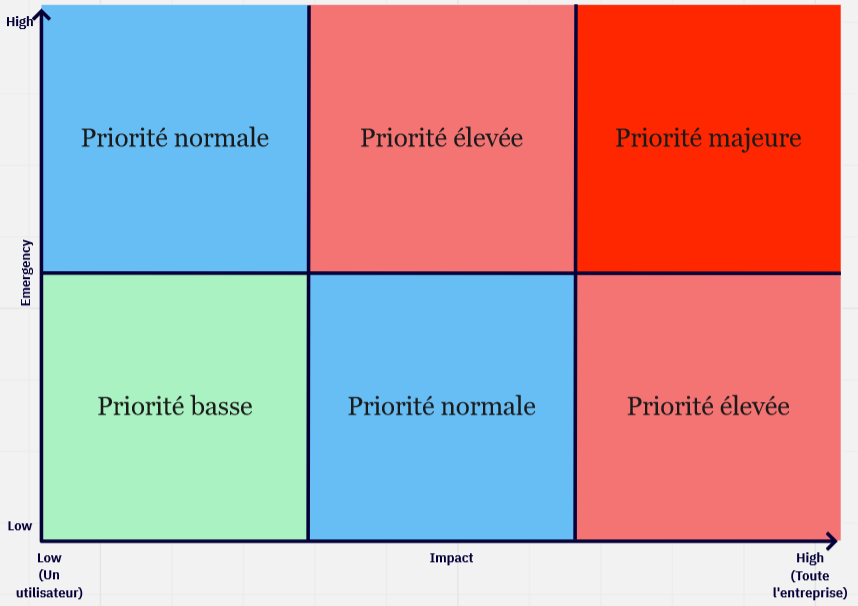 High
Priorité normale
Priorité élevée
Priorité majeure
Emergency
Priorité basse
Priorité normale
Priorité élevée
Low
Low
(Un
utilisateur)
Impact
High
(Toute
l'entreprise)